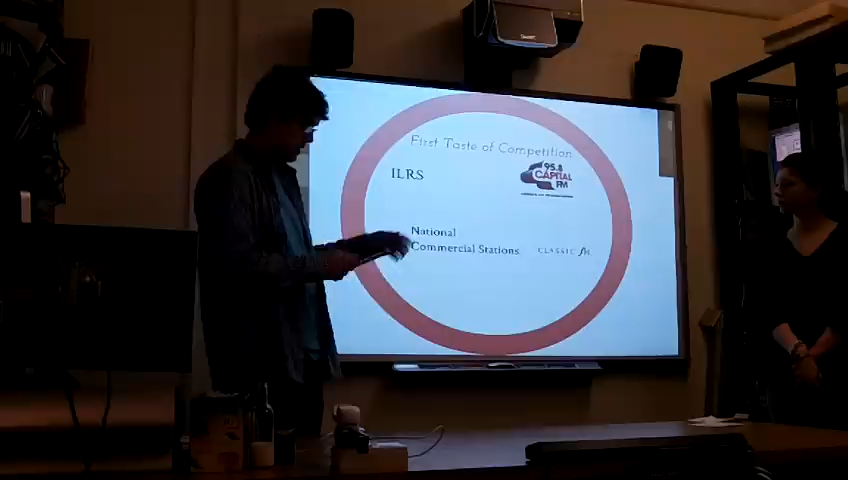 First Taste of Competition
ILRS
95.8
CAPITAL
FM
National
Commercial Stations
CLASSIC fM